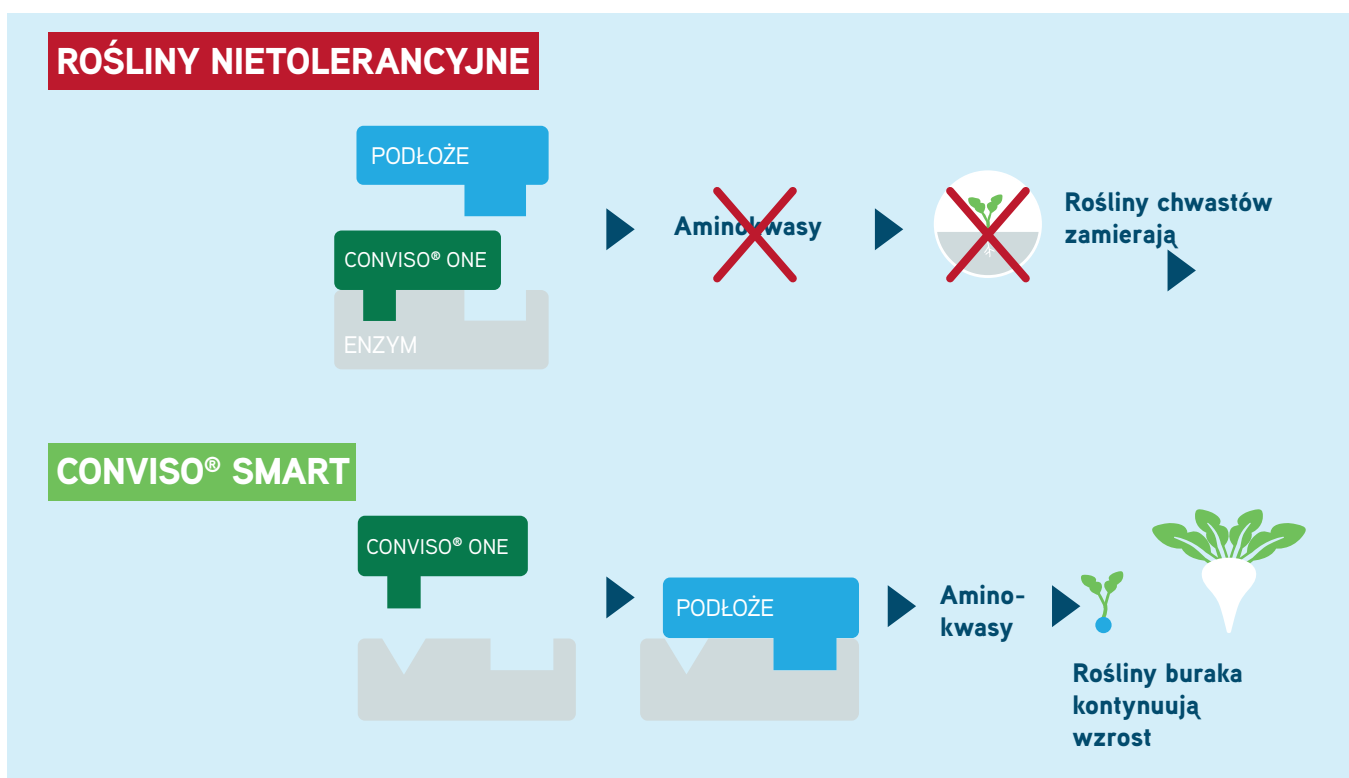 ROŚLINY NIETOLERANCYJNE
PODŁOŻE
CONVISO® ONE
ENZYM
Aminokwasy
Rośliny chwastów
zamierają
CONVISO® SMART
CONVISO® ONE
PODŁOŻE
Amino-
kwasy
Rośliny buraka
kontynuują
wzrost